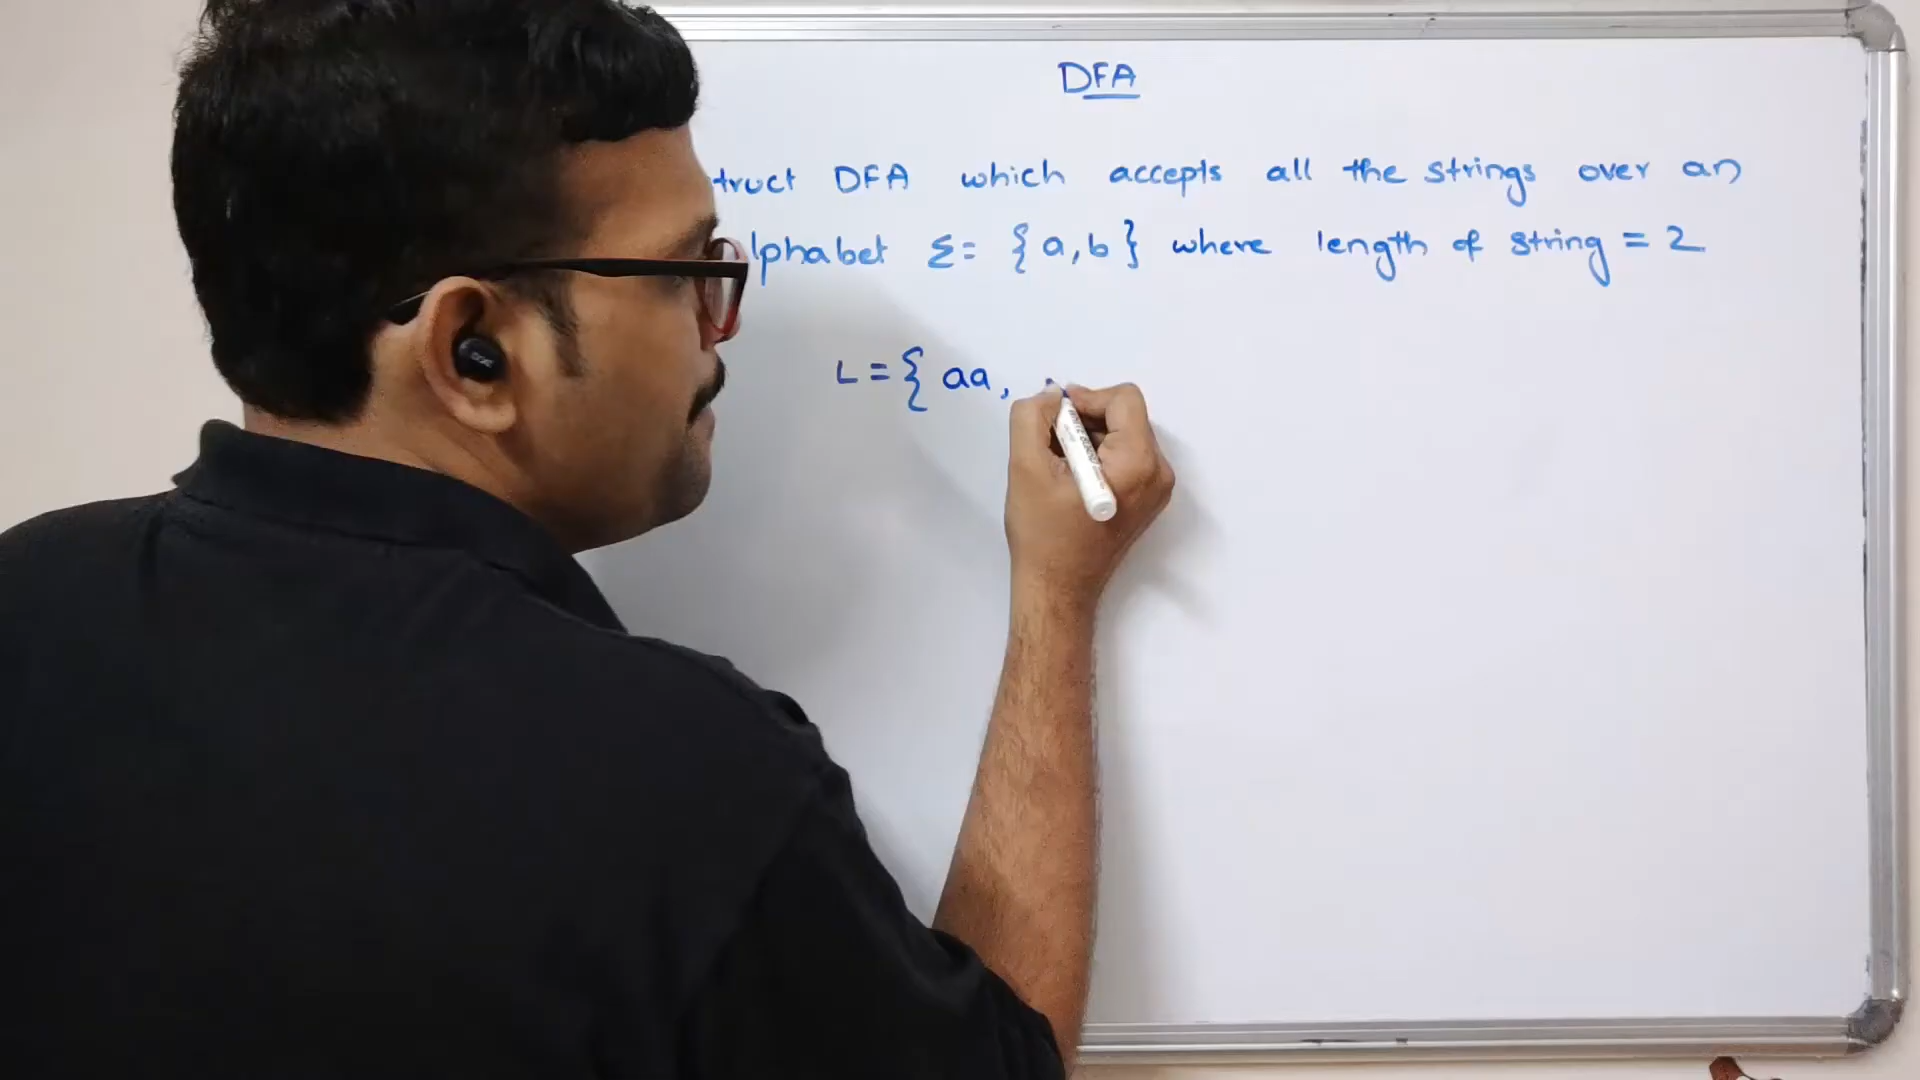 DFA
truct DFA which accepts all the strings over an
lphabet Σ = {a,b} where length of string = 2
L = { aa,